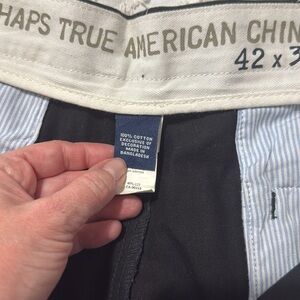 HAPS TRUE AMERICAN CHIN
42 x 3
100% COTTON
EXCLUSIVE OF
DECORATION
MADE IN
BANGLADESH